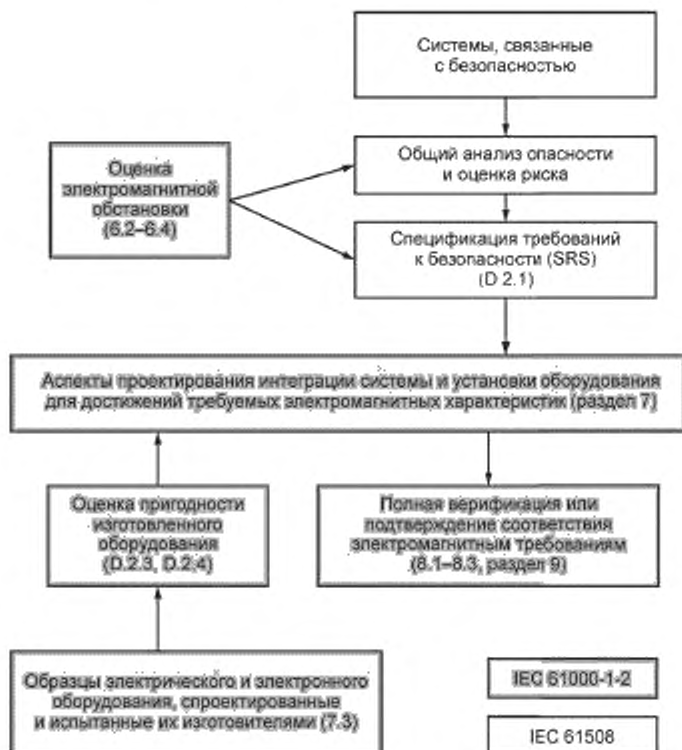 Системы, связанные
с безопасностью
Общий анализ опасности
и оценка риска
Оценка
электромагнитной
обстановки
(6.2–6.4)
Спецификация требований
к безопасности (SRS)
(D 2.1)
Аспекты проектирования интеграции системы и установки оборудования
для достижений требуемых электромагнитных характеристик (раздел 7)
Оценка пригодности
изготовленного
оборудования
(D.2.3, D.2.4)
Полная верификация или
подтверждение соответствия
электромагнитным требованиям
(8.1–8.3, раздел 9)
Образцы электрического и электронного
оборудования, спроектированные
и испытанные их изготовителями (7.3)
IEC 61000-1-2
IEC 61508